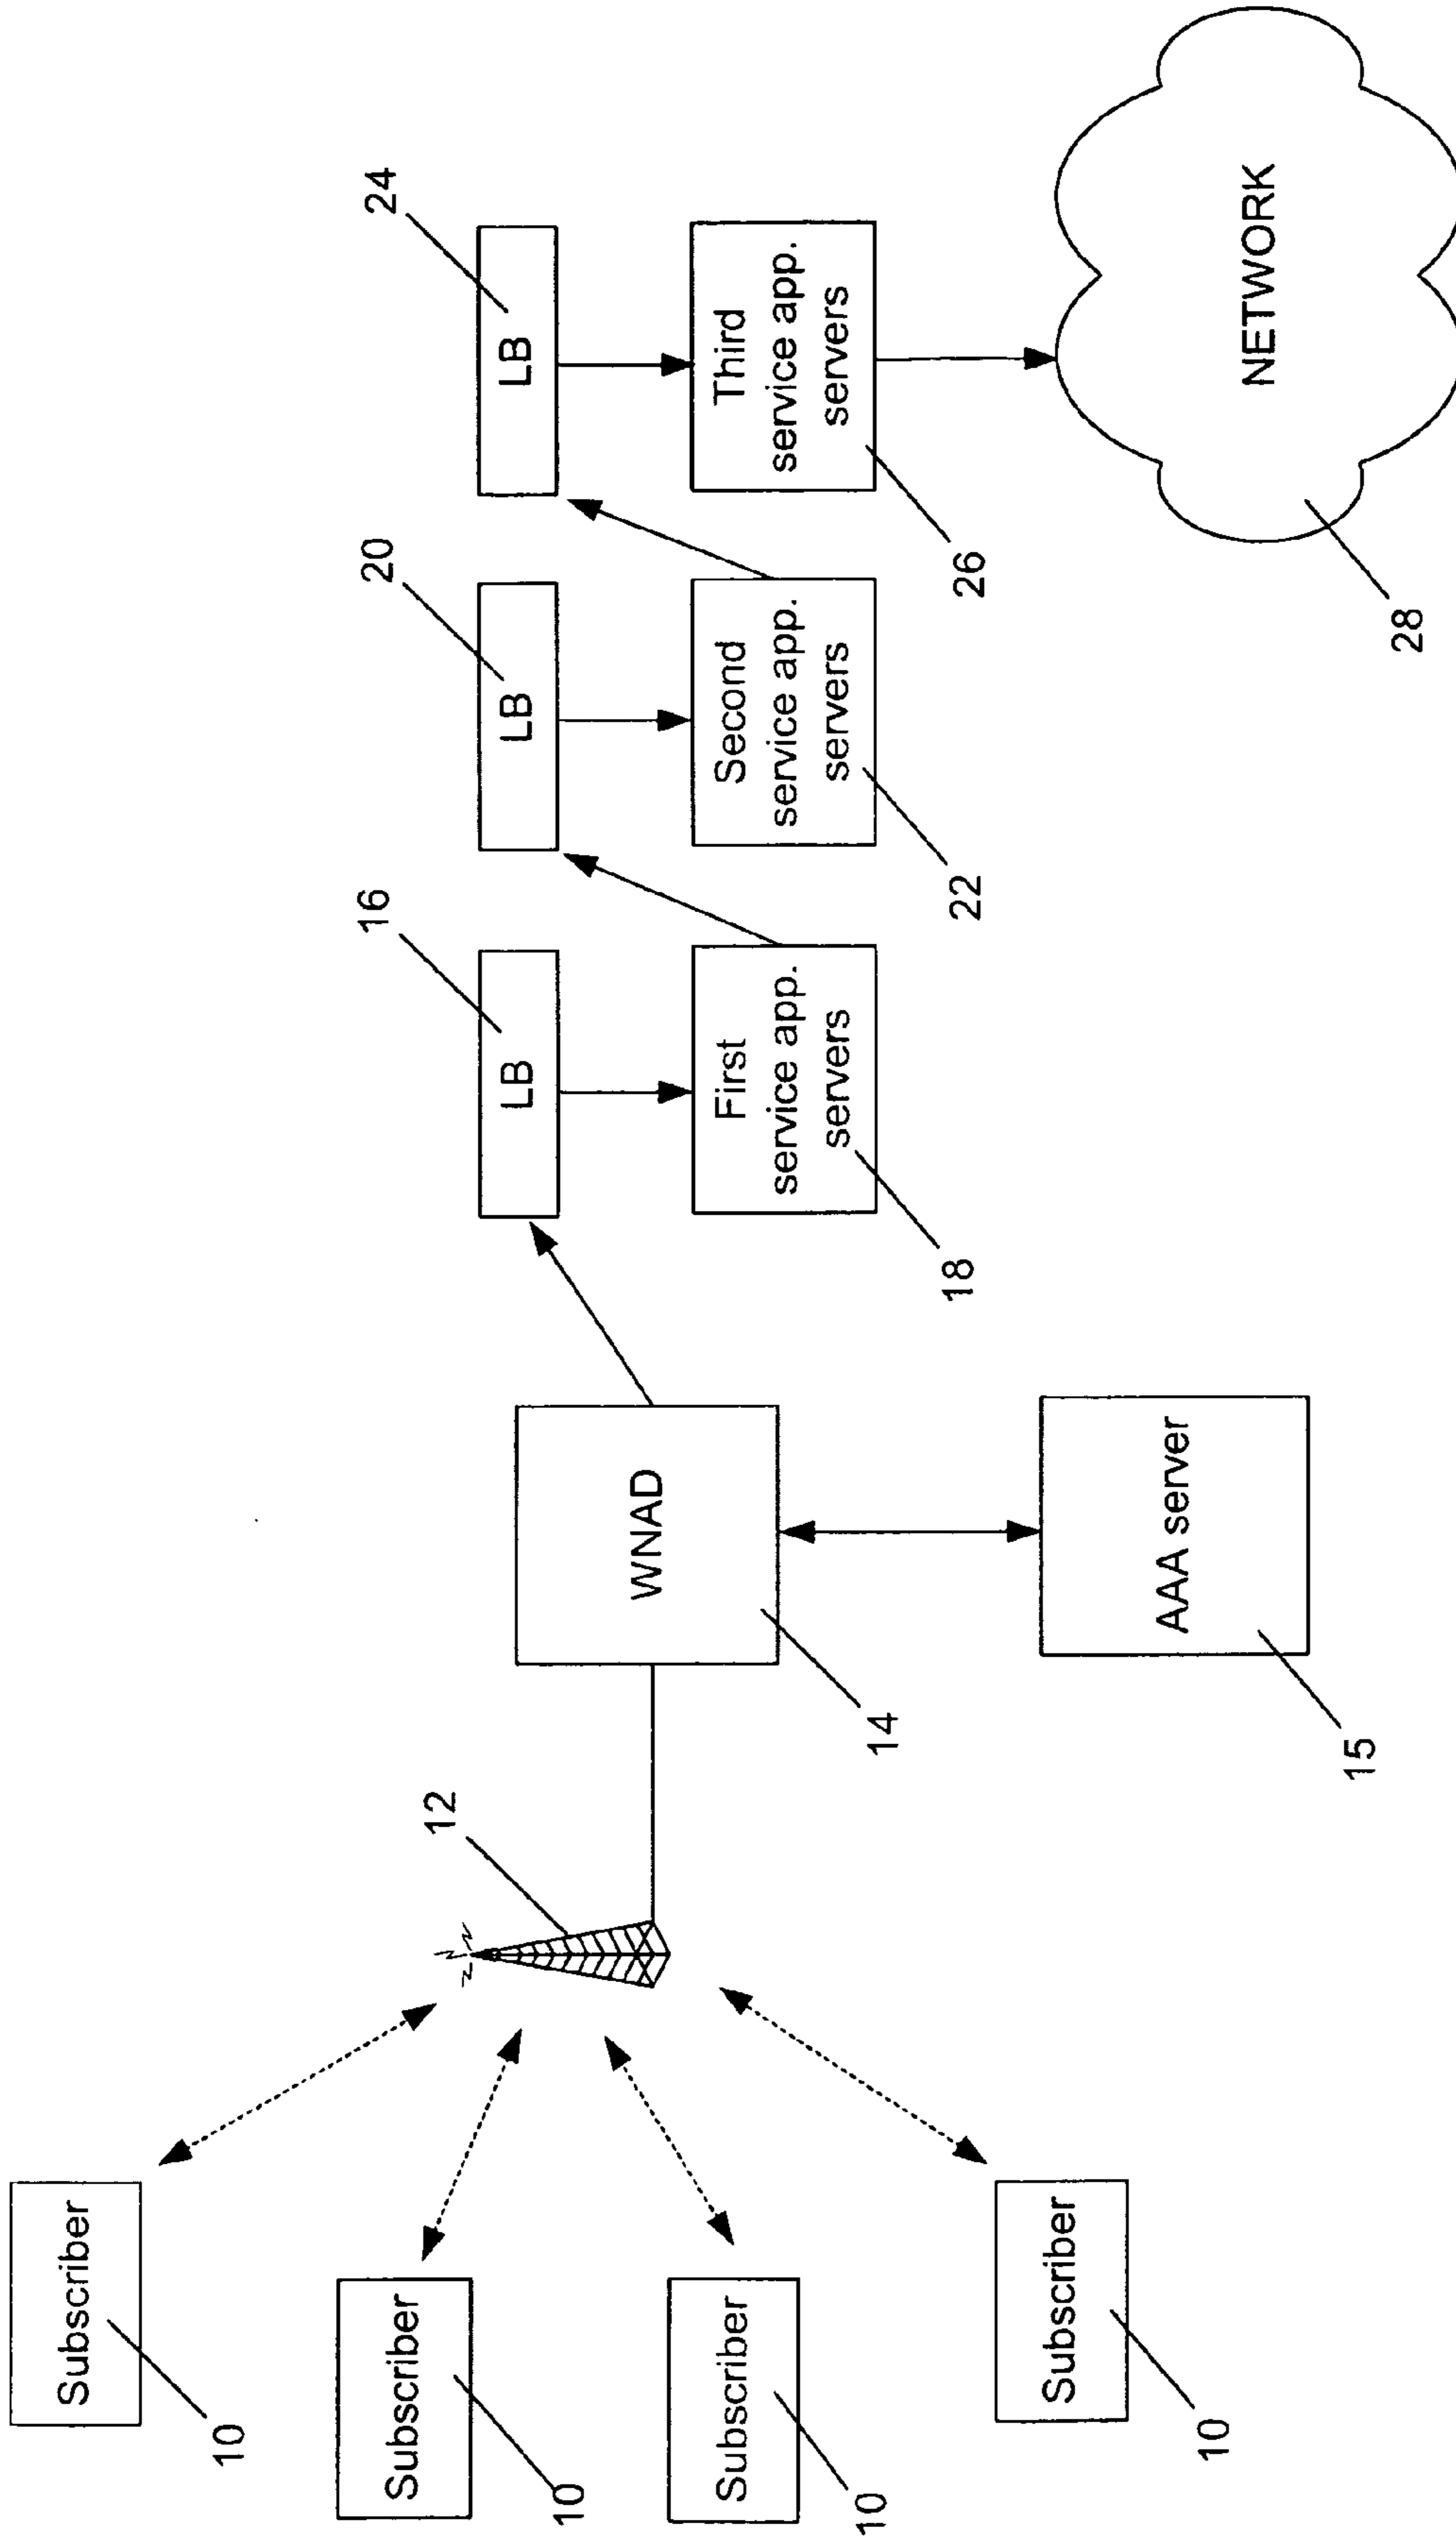 Subscriber
10
Subscriber
10
Subscriber
10
Subscriber
10
12
WNAD
14
AAA server
15
LB
16
First
service app.
servers
18
LB
20
Second
service app.
servers
22
LB
24
Third
service app.
servers
26
NETWORK
28